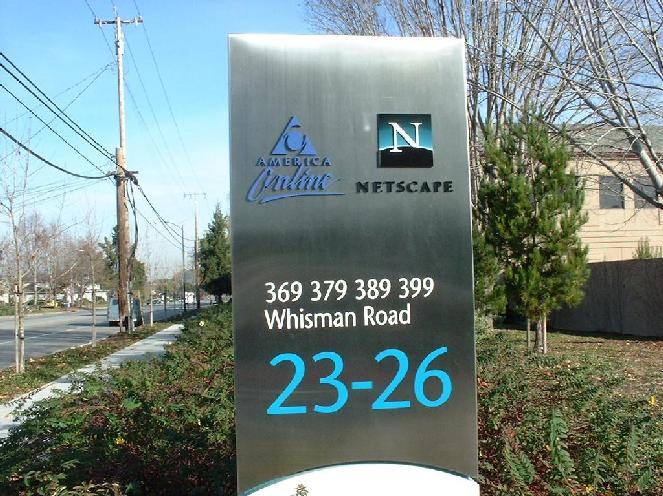 AMERICA
Online
N
NETSCAPE
369 379 389 399
Whisman Road
23-26